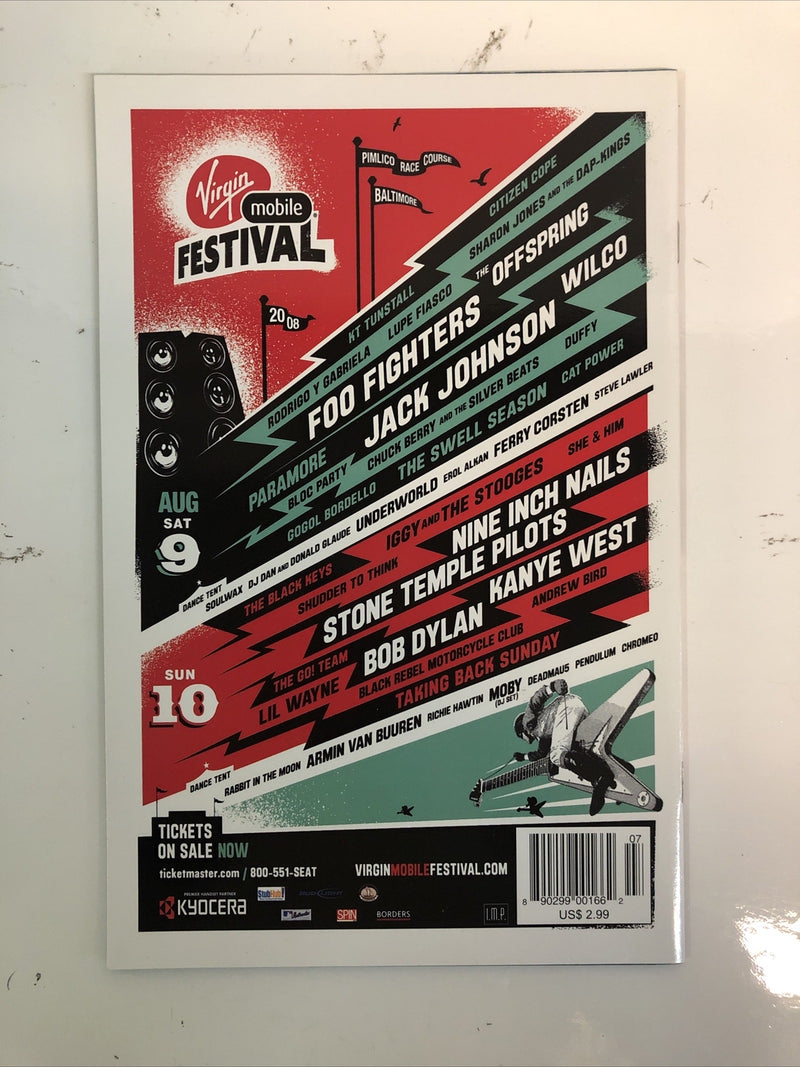 Virgin
mobile
FESTIVAL
PIMLICO RACE COURSE
BALTIMORE
2008
CITIZEN COPE
SHARON JONES AND THE DAP-KINGS
KT TUNSTALL
LUPE FIASCO
THE OFFSPRING
RODRIGO Y GABRIELA
FOO FIGHTERS
WILCO
JACK JOHNSON
DUFFY
PARAMORE
CHUCK BERRY AND THE SILVER BEATS
CAT POWER
BLOC PARTY
THE SWELL SEASON
GOGOL BORDELLO
AUG
SAT
9
DANCE TENT
SOULWAX DJ DAN AND DONALD GLAUDE UNDERWORLD EROL ALKAN FERRY CORSTEN STEVE LAWLER
THE BLACK KEYS
IGGY AND THE STOOGES
SHE & HIM
SHUDDER TO THINK
NINE INCH NAILS
STONE TEMPLE PILOTS
KANYE WEST
THE GO! TEAM
BOB DYLAN
ANDREW BIRD
LIL WAYNE
BLACK REBEL MOTORCYCLE CLUB
TAKING BACK SUNDAY
SUN
10
DANCE TENT
RABBIT IN THE MOON ARMIN VAN BUUREN RICHIE HAWTIN MOBY (DJ SET) DEADMAU5 PENDULUM CHROMEO
TICKETS
ON SALE NOW
ticketmaster.com / 800-551-SEAT
VIRGINMOBILEFESTIVAL.COM
PREMIER HANDSET PARTNER
KYOCERA
StubHub!
BUD LIGHT
SPIN
BORDERS
I.M.P.
07
8 90299 00166 2
US$ 2.99